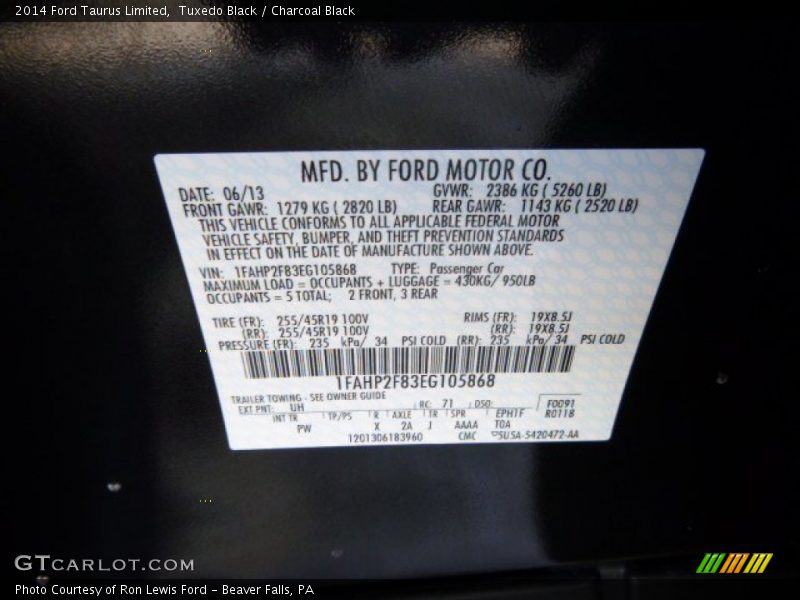 2014 Ford Taurus Limited, Tuxedo Black / Charcoal Black
MFD. BY FORD MOTOR CO.
DATE: 06/13 GVWR: 2386 KG ( 5260 LB)
FRONT GAWR: 1279 KG ( 2820 LB) REAR GAWR: 1143 KG ( 2520 LB)
THIS VEHICLE CONFORMS TO ALL APPLICABLE FEDERAL MOTOR
VEHICLE SAFETY, BUMPER, AND THEFT PREVENTION STANDARDS
IN EFFECT ON THE DATE OF MANUFACTURE SHOWN ABOVE.
VIN: 1FAHP2F83EG105868 TYPE: Passenger Car
MAXIMUM LOAD = OCCUPANTS + LUGGAGE = 430KG/ 950LB
OCCUPANTS = 5 TOTAL; 2 FRONT, 3 REAR
TIRE (FR): 255/45R19 100V RIMS (FR): 19X8.5J
(RR): 255/45R19 100V (RR): 19X8.5J
PRESSURE (FR): 235 kPa/ 34 PSI COLD (RR): 235 kPa/ 34 PSI COLD
1FAHP2F83EG105868
TRAILER TOWING - SEE OWNER GUIDE
EXT PNT: UH RC: 71 DSO: F0091
INT TR TP/PS R AXLE TR SPR EPHTF R0118
PW X 2A J AAAA T0A
1201306183960 CMC 5U5A-5420472-AA
GTCARLOT.COM
Photo Courtesy of Ron Lewis Ford - Beaver Falls, PA